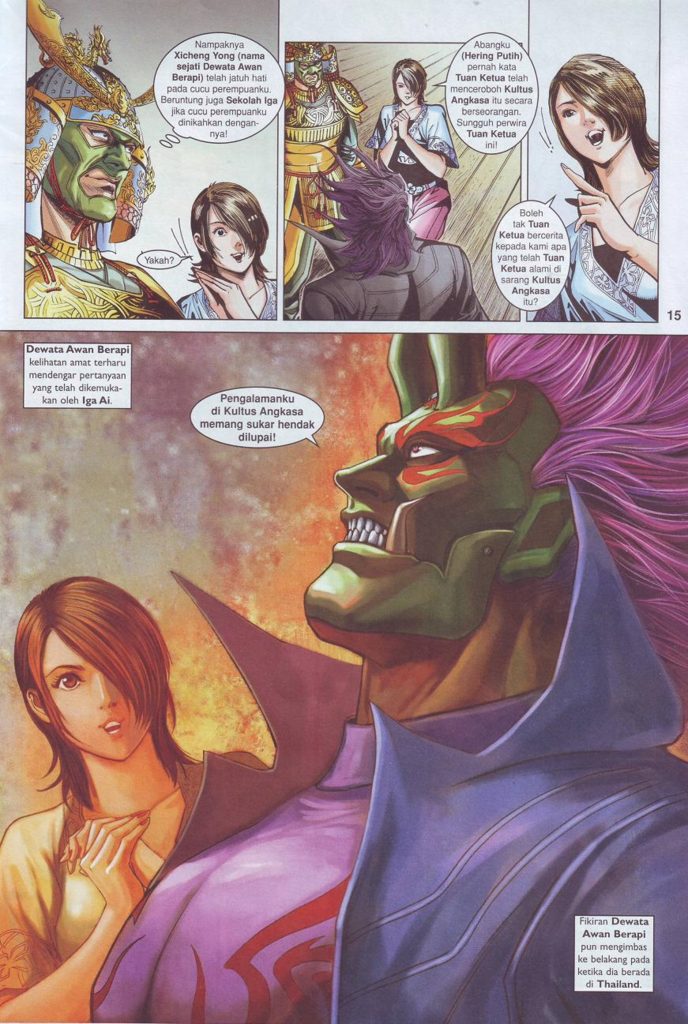 Nampaknya
Xicheng Yong (nama
sejati Dewata Awan
Berapi) telah jatuh hati
pada cucu perempuanku.
Beruntung juga Sekolah Iga
jika cucu perempuanku
dinikahkan dengan-
nya!
Yakah?
Abangku
(Hering Putih)
pernah kata
Tuan Ketua telah
menceroboh Kultus
Angkasa itu secara
berseorangan.
Sungguh perwira
Tuan Ketua
ini!
Boleh
tak Tuan
Ketua bercerita
kepada kami apa
yang telah Tuan
Ketua alami di
sarang Kultus
Angkasa
itu?
15
Dewata Awan Berapi
kelihatan amat terharu
mendengar pertanyaan
yang telah dikemuka-
kan oleh Iga Ai.
Pengalamanku
di Kultus Angkasa
memang sukar hendak
dilupai!
Fikiran Dewata
Awan Berapi
pun mengimbas
ke belakang pada
ketika dia berada
di Thailand.